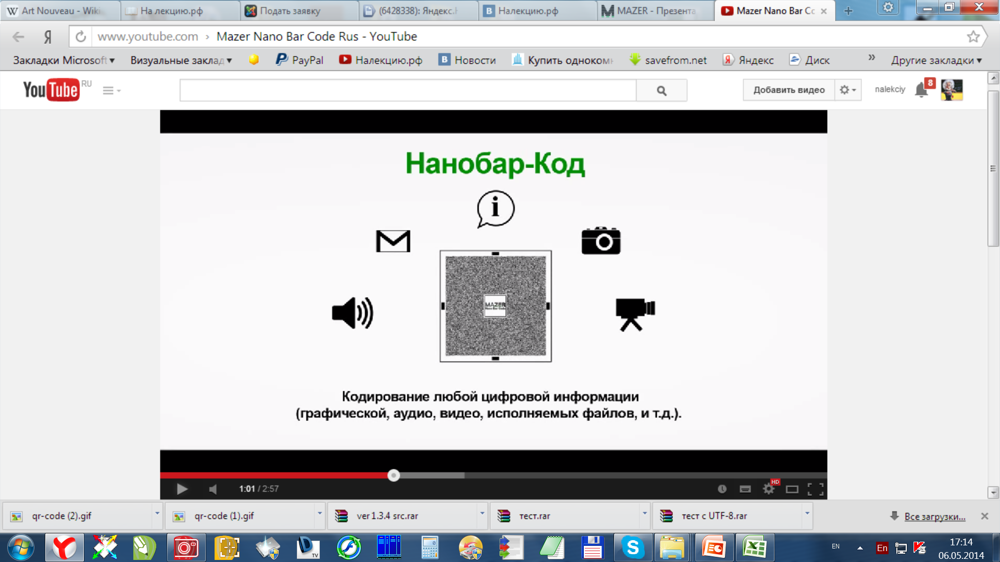 Art Nouveau - Wiki
На лекцию.рф
Подать заявку
(6428338): Яндекс.
Налекцию.рф
MAZER - Презента
Mazer Nano Bar Co
www.youtube.com › Mazer Nano Bar Code Rus - YouTube
Закладки Microsoft
Визуальные заклад
PayPal
Налекцию.рф
Новости
Купить одноком
savefrom.net
Яндекс
Диск
»
Другие закладки
YouTube RU
Добавить видео
nalekciy
8
Нанобар-Код
i
MAZER
Nano Bar Code
Кодирование любой цифровой информации
(графической, аудио, видео, исполняемых файлов, и т.д.).
1:01 / 2:57
HD
qr-code (2).gif
qr-code (1).gif
ver 1.3.4 src.rar
тест.rar
тест с UTF-8.rar
Все загрузки...
TV
EN
En
17:14
06.05.2014